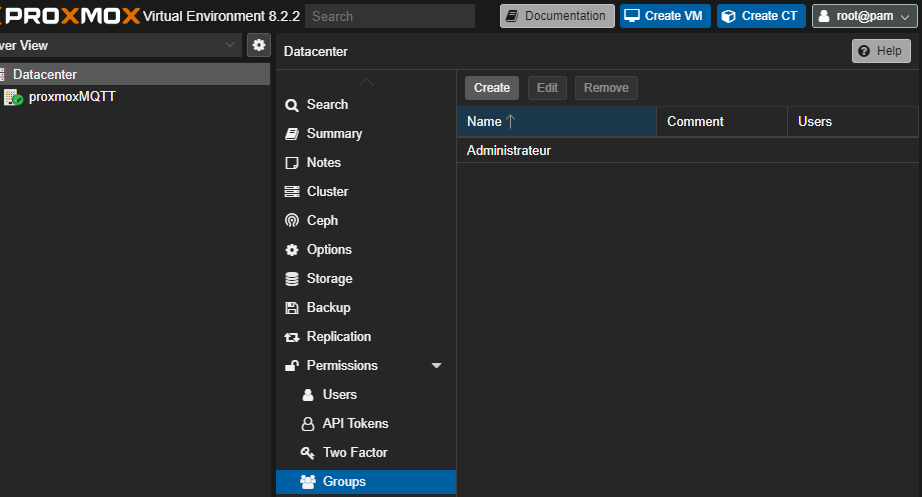 PROXMOX Virtual Environment 8.2.2 Search Documentation Create VM Create CT root@pam
ver View
Datacenter Help
Datacenter
proxmoxMQTT
Search
Summary
Notes
Cluster
Ceph
Options
Storage
Backup
Replication
Permissions
Users
API Tokens
Two Factor
Groups
Create Edit Remove
Name Comment Users
Administrateur